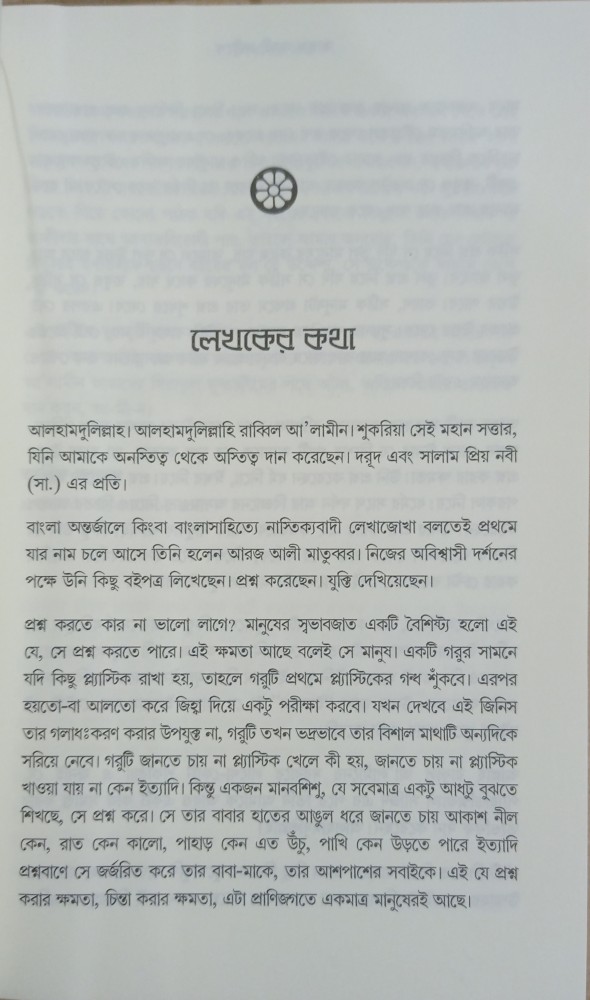 লেখকের কথা
আলহামদুলিল্লাহ। আলহামদুলিল্লাহি রাব্বিল আ'লামীন। শুকরিয়া সেই মহান সত্তার,
যিনি আমাকে অনস্তিত্ব থেকে অস্তিত্ব দান করেছেন। দরূদ এবং সালাম প্রিয় নবী
(সা.) এর প্রতি।
বাংলা অন্তর্জালে কিংবা বাংলাসাহিত্যে নাস্তিক্যবাদী লেখাজোখা বলতেই প্রথমে
যার নাম চলে আসে তিনি হলেন আরজ আলী মাতুব্বর। নিজের অবিশ্বাসী দর্শনের
পক্ষে উনি কিছু বইপত্র লিখেছেন। প্রশ্ন করেছেন। যুক্তি দেখিয়েছেন।
প্রশ্ন করতে কার না ভালো লাগে? মানুষের স্বভাবজাত একটি বৈশিষ্ট্য হলো এই
যে, সে প্রশ্ন করতে পারে। এই ক্ষমতা আছে বলেই সে মানুষ। একটি গরুর সামনে
যদি কিছু প্ল্যাস্টিক রাখা হয়, তাহলে গরুটি প্রথমে প্ল্যাস্টিকের গন্ধ শুঁকবে। এরপর
হয়তো-বা আলতো করে জিহ্বা দিয়ে একটু পরীক্ষা করবে। যখন দেখবে এই জিনিস
তার গলাধঃকরণ করার উপযুক্ত না, গরুটি তখন ভদ্রভাবে তার বিশাল মাথাটি অন্যদিকে
সরিয়ে নেবে। গরুটি জানতে চায় না প্ল্যাস্টিক খেলে কী হয়, জানতে চায় না প্ল্যাস্টিক
খাওয়া যায় না কেন ইত্যাদি। কিন্তু একজন মানবশিশু, যে সবেমাত্র একটু আধটু বুঝতে
শিখছে, সে প্রশ্ন করে। সে তার বাবার হাতের আঙুল ধরে জানতে চায় আকাশ নীল
কেন, রাত কেন কালো, পাহাড় কেন এত উঁচু, পাখি কেন উড়তে পারে ইত্যাদি
প্রশ্নবাণে সে জর্জরিত করে তার বাবা-মাকে, তার আশপাশের সবাইকে। এই যে প্রশ্ন
করার ক্ষমতা, চিন্তা করার ক্ষমতা, এটা প্রাণিজগতে একমাত্র মানুষেরই আছে।